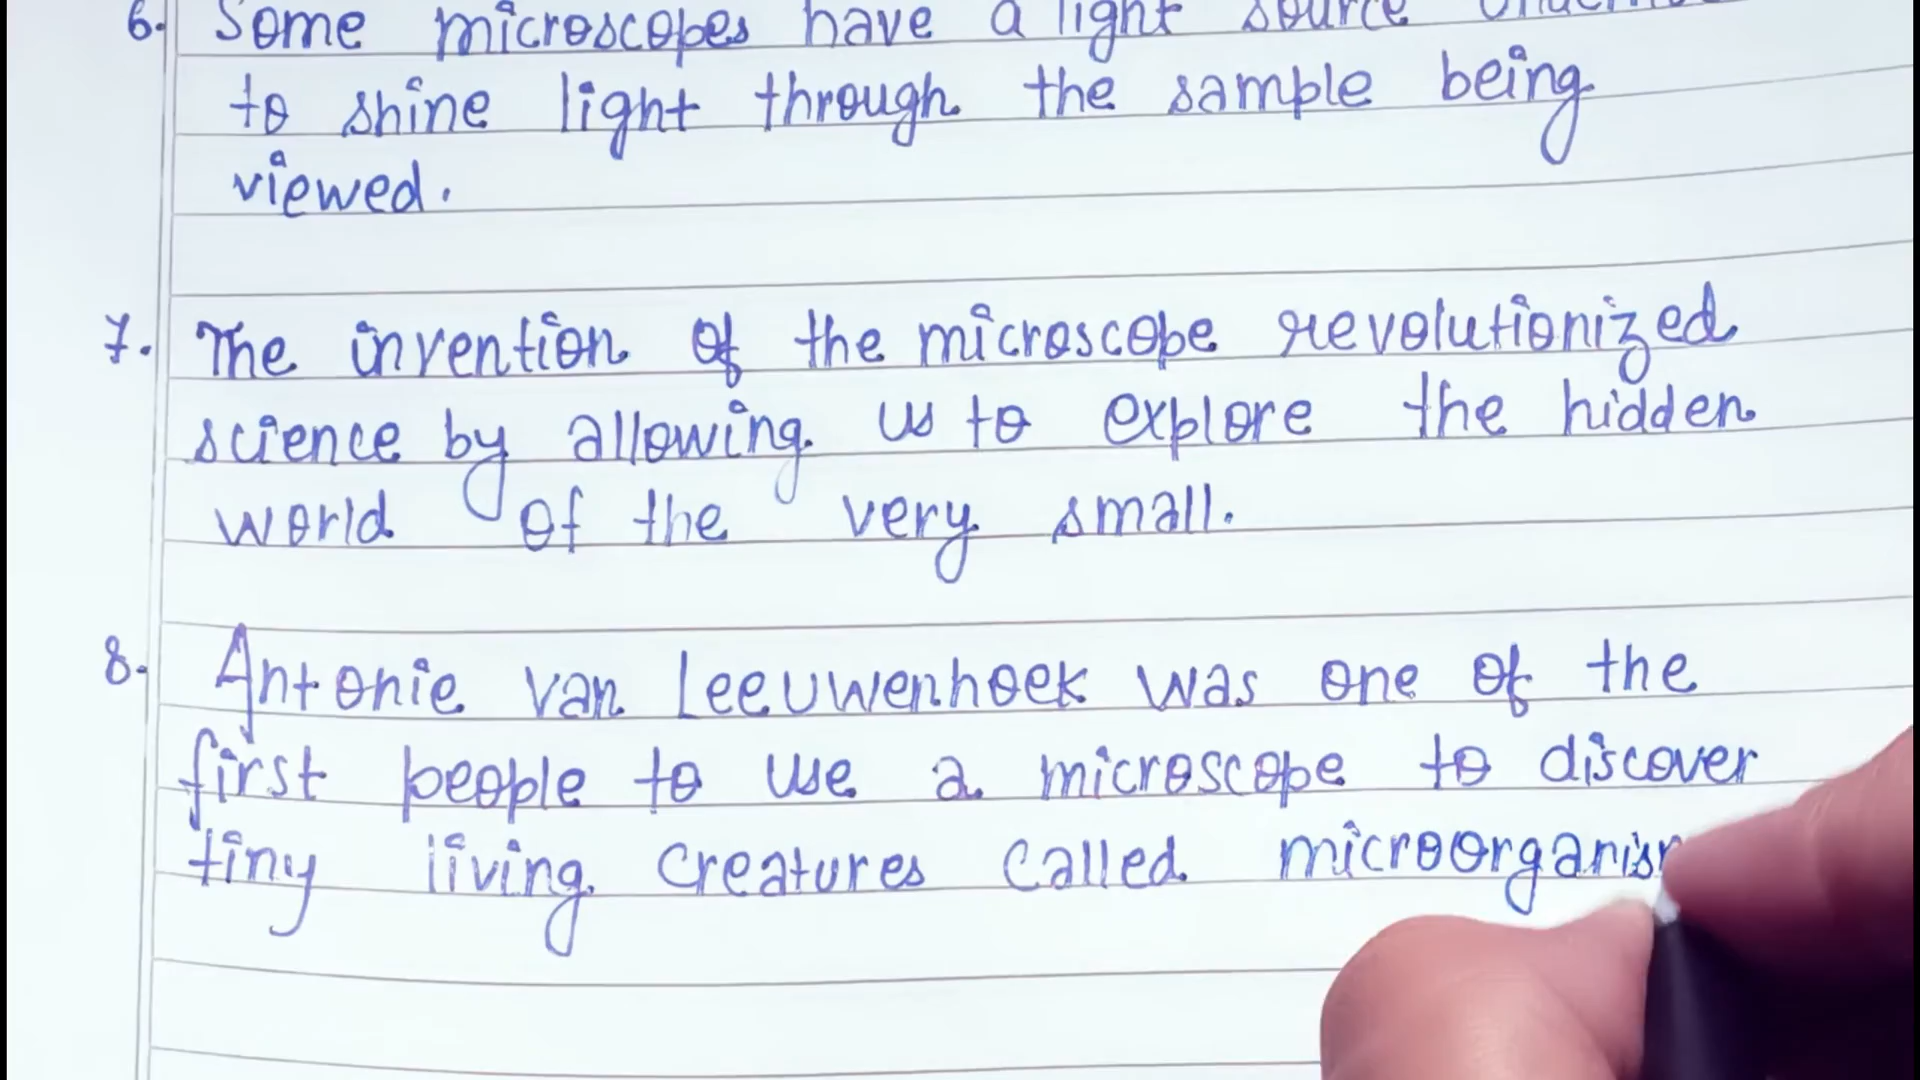 6. Some microscopes have a light source
to shine light through the sample being
viewed.
7. The invention of the microscope revolutionized
science by allowing us to explore the hidden
world of the very small.
8. Antonie van Leeuwenhoek was one of the
first people to use a microscope to discover
tiny living creatures called